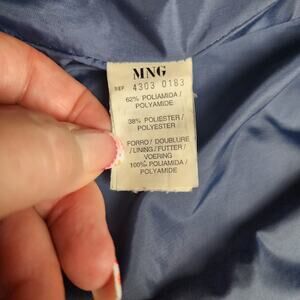 MNG
REF 4303 0183
62% POLIAMIDA /
POLYAMIDE
38% POLIESTER /
POLYESTER
FORRO / DOUBLURE
/ LINING / FUTTER /
VOERING
100% POLIAMIDA /
POLYAMIDE